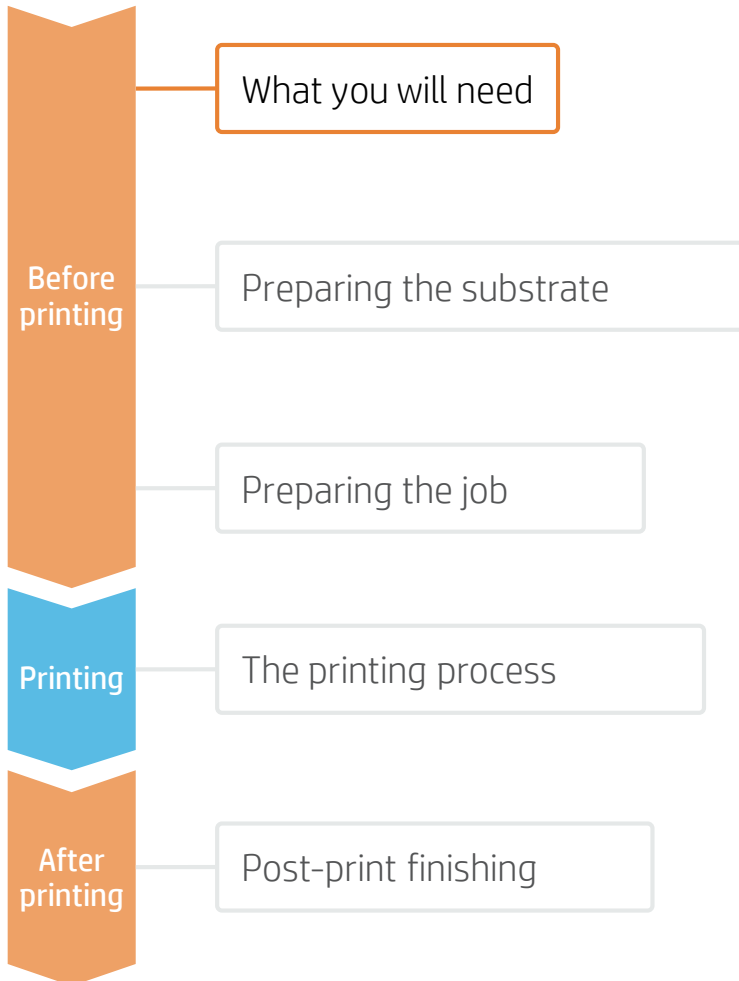 What you will need
Before
printing
Preparing the substrate
Preparing the job
Printing
The printing process
After
printing
Post-print finishing